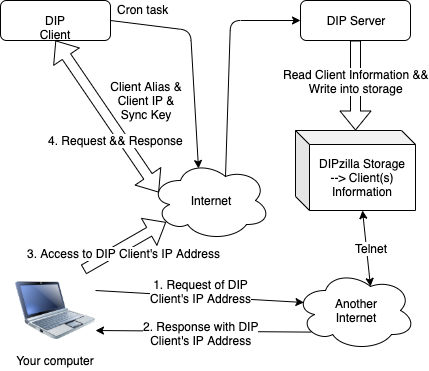 DIP
Client
Cron task
DIP Server
Client Alias &
Client IP &
Sync Key
4. Request && Response
Read Client Information &&
Write into storage
Internet
DIPzilla Storage
--> Client(s)
Information
3. Access to DIP Client's IP Address
Telnet
1. Request of DIP
Client's IP Address
Another
Internet
2. Response with DIP
Client's IP Address
Your computer